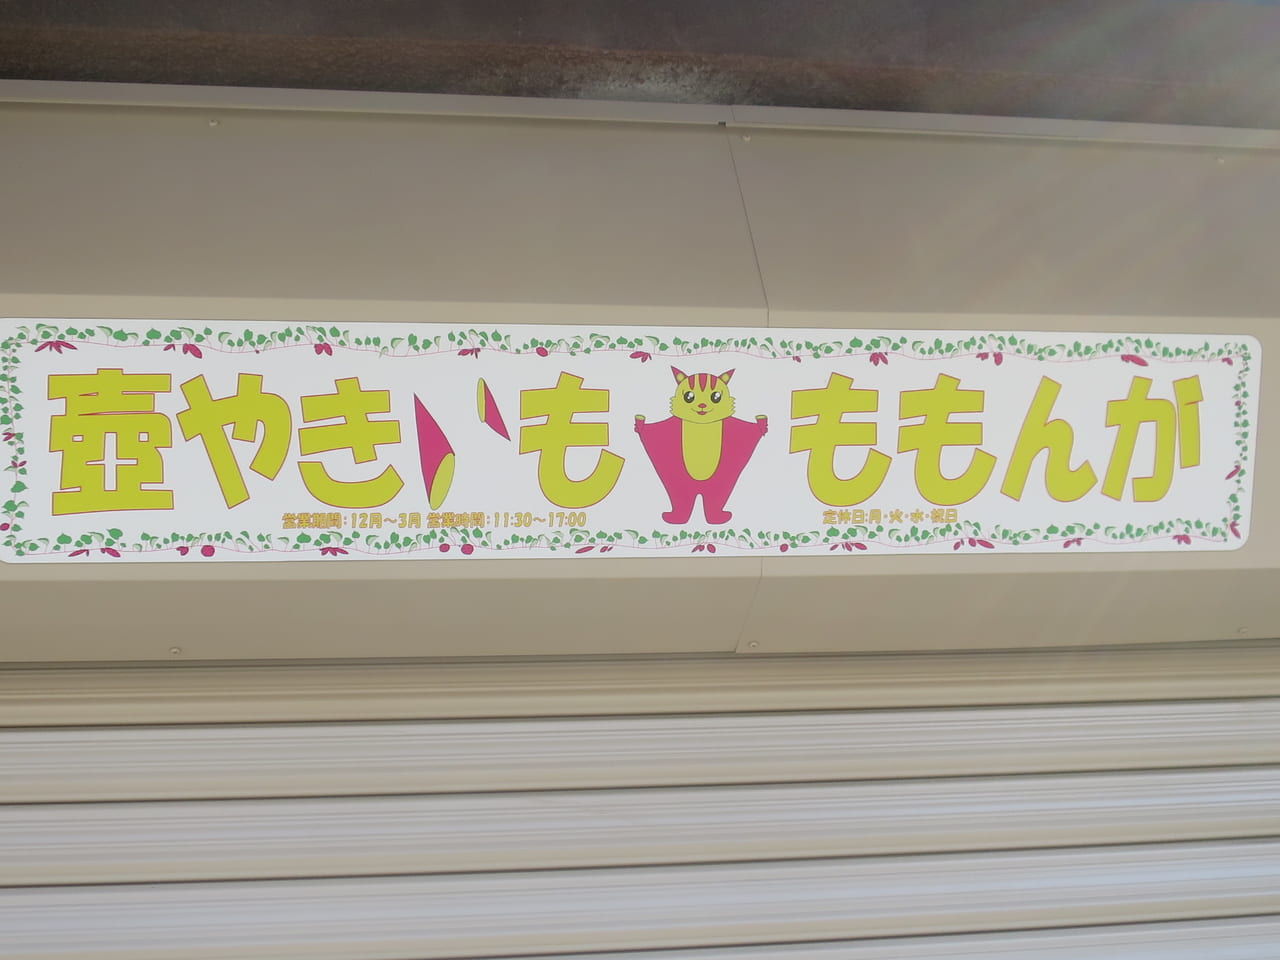 壺やきいも ももんが
営業期間:12月〜3月 営業時間:11:30〜17:00
定休日:月・火・水・祝日